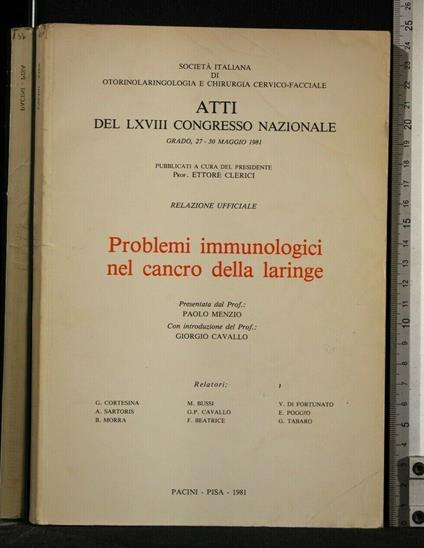 SOCIETÀ ITALIANA
DI
OTORINOLARINGOLOGIA E CHIRURGIA CERVICO-FACCIALE
ATTI
DEL LXVIII CONGRESSO NAZIONALE
GRADO, 27 - 30 MAGGIO 1981
PUBBLICATI A CURA DEL PRESIDENTE
PROF. ETTORE CLERICI
RELAZIONE UFFICIALE
Problemi immunologici
nel cancro della laringe
Presentata dal Prof.:
PAOLO MENZIO
Con introduzione del Prof.:
GIORGIO CAVALLO
Relatori:
G. CORTESINA M. BUSSI V. DI FORTUNATO
A. SARTORIS G.P. CAVALLO E. POGGIO
B. MORRA F. BEATRICE G. TABARO
PACINI - PISA - 1981